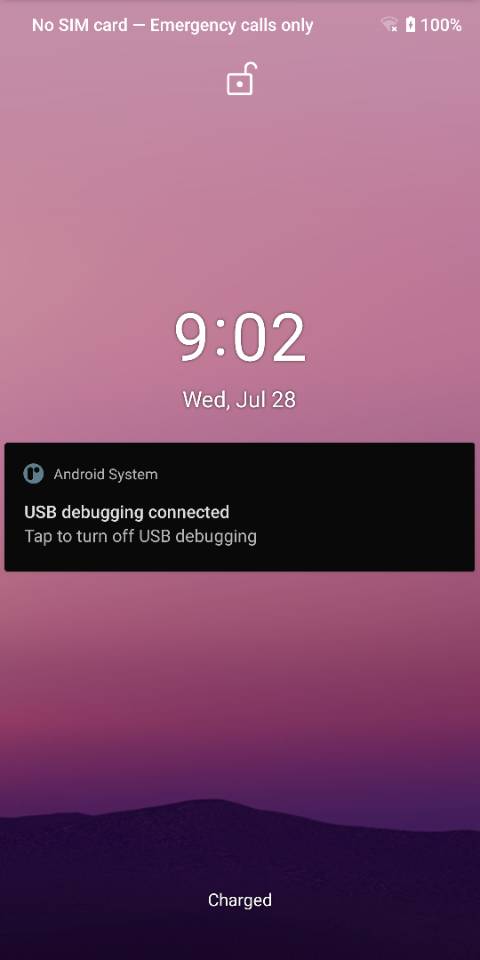 No SIM card — Emergency calls only 100%
9:02
Wed, Jul 28
Android System
USB debugging connected
Tap to turn off USB debugging
Charged